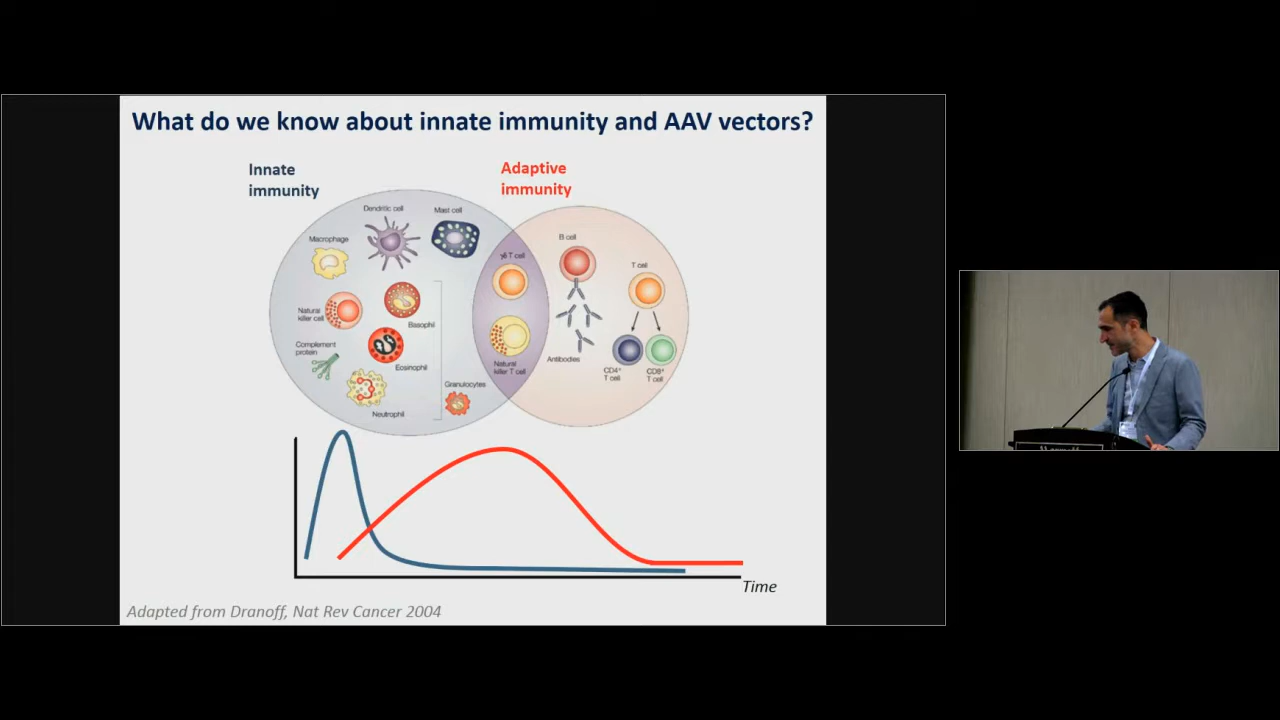 What do we know about innate immunity and AAV vectors?
Innate
immunity
Adaptive
immunity
Dendritic cell
Mast cell
Macrophage
γδ T cell
B cell
T cell
Natural
killer cell
Basophil
Complement
protein
Eosinophil
Natural
killer T cell
Antibodies
CD4+
T cell
CD8+
T cell
Granulocytes
Neutrophil
Time
Adapted from Dranoff, Nat Rev Cancer 2004